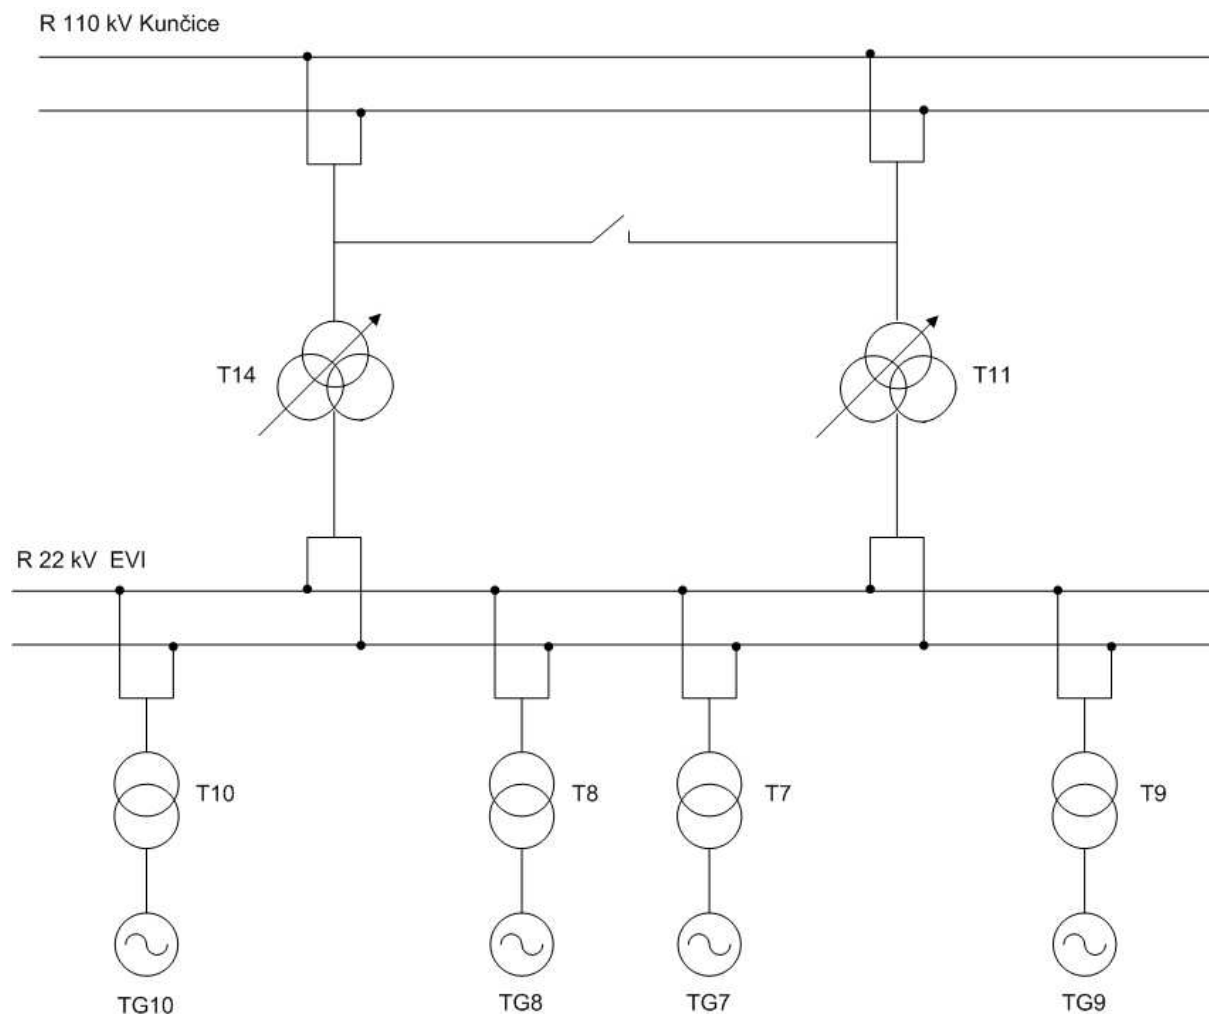 R 110 kV Kunčice
T14
T11
R 22 kV EVI
T10
T8
T7
T9
TG10
TG8
TG7
TG9